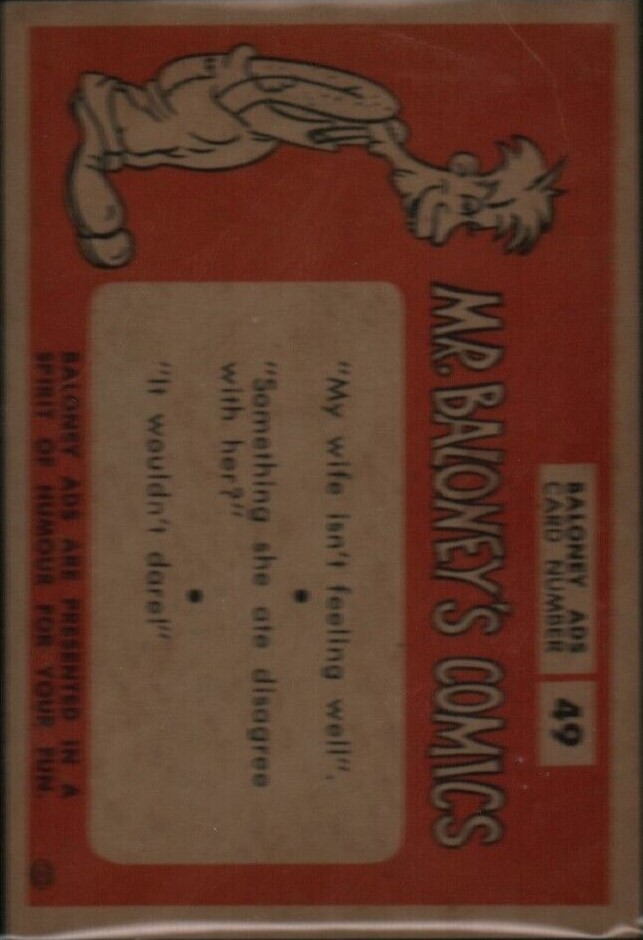 BALONEY ADS
CARD NUMBER
49
MR. BALONEY'S COMICS
"My wife isn't feeling well",
"Something she ate disagree
with her?"
"It wouldn't dare!"
BALONEY ADS ARE PRESENTED IN A
SPIRIT OF HUMOUR FOR YOUR FUN.